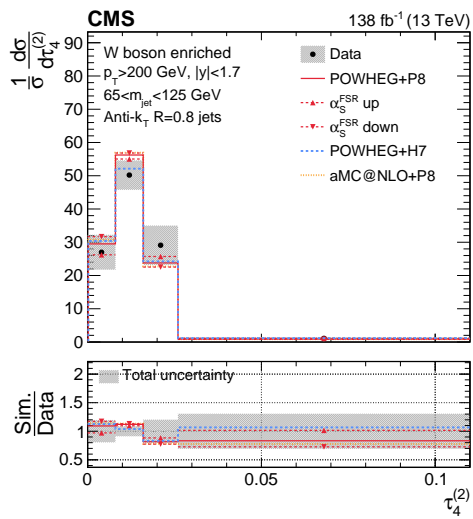 CMS 138 fb⁻¹ (13 TeV)
1/σ dσ/dτ₄⁽²⁾
W boson enriched
p_T>200 GeV, |y|<1.7
65<m_jet<125 GeV
Anti-k_T R=0.8 jets
Data
POWHEG+P8
α_S^FSR up
α_S^FSR down
POWHEG+H7
aMC@NLO+P8
90
80
70
60
50
40
30
20
10
0
Total uncertainty
Sim./Data
2
1.5
1
0.5
0 0.05 0.1
τ₄⁽²⁾